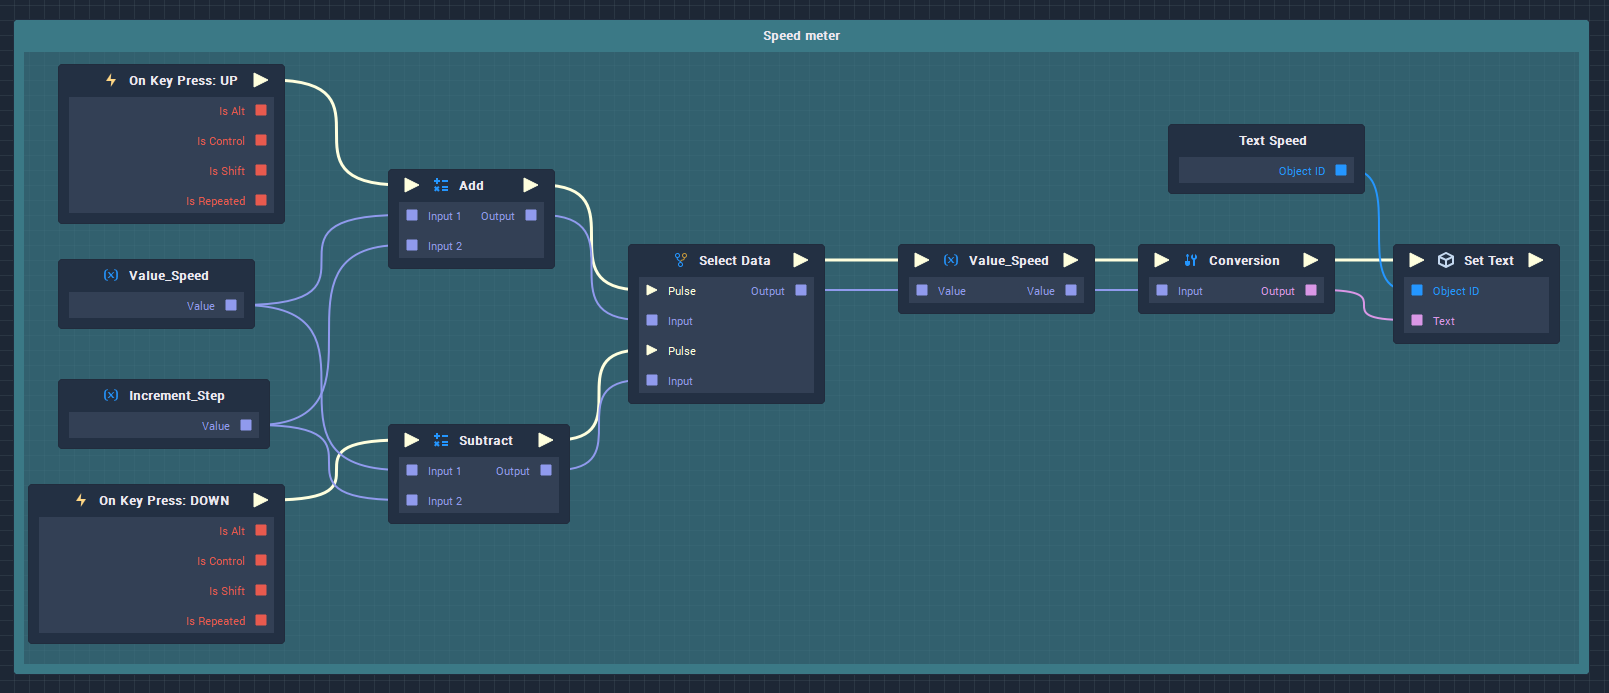 Speed meter
On Key Press: UP
Is Alt
Is Control
Is Shift
Is Repeated
Value_Speed
Value
Increment_Step
Value
On Key Press: DOWN
Is Alt
Is Control
Is Shift
Is Repeated
Add
Input 1 Output
Input 2
Subtract
Input 1 Output
Input 2
Select Data
Pulse Output
Input
Pulse
Input
Value_Speed
Value Value
Conversion
Input Output
Text Speed
Object ID
Set Text
Object ID
Text